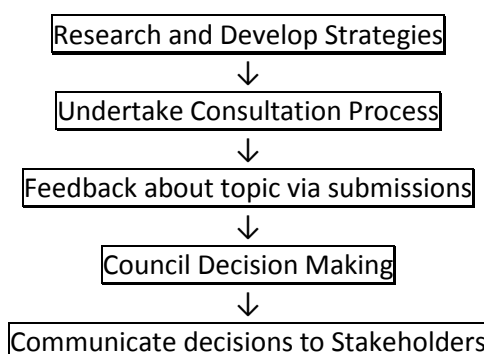 Research and Develop Strategies
↓
Undertake Consultation Process
↓
Feedback about topic via submissions
↓
Council Decision Making
↓
Communicate decisions to Stakeholders